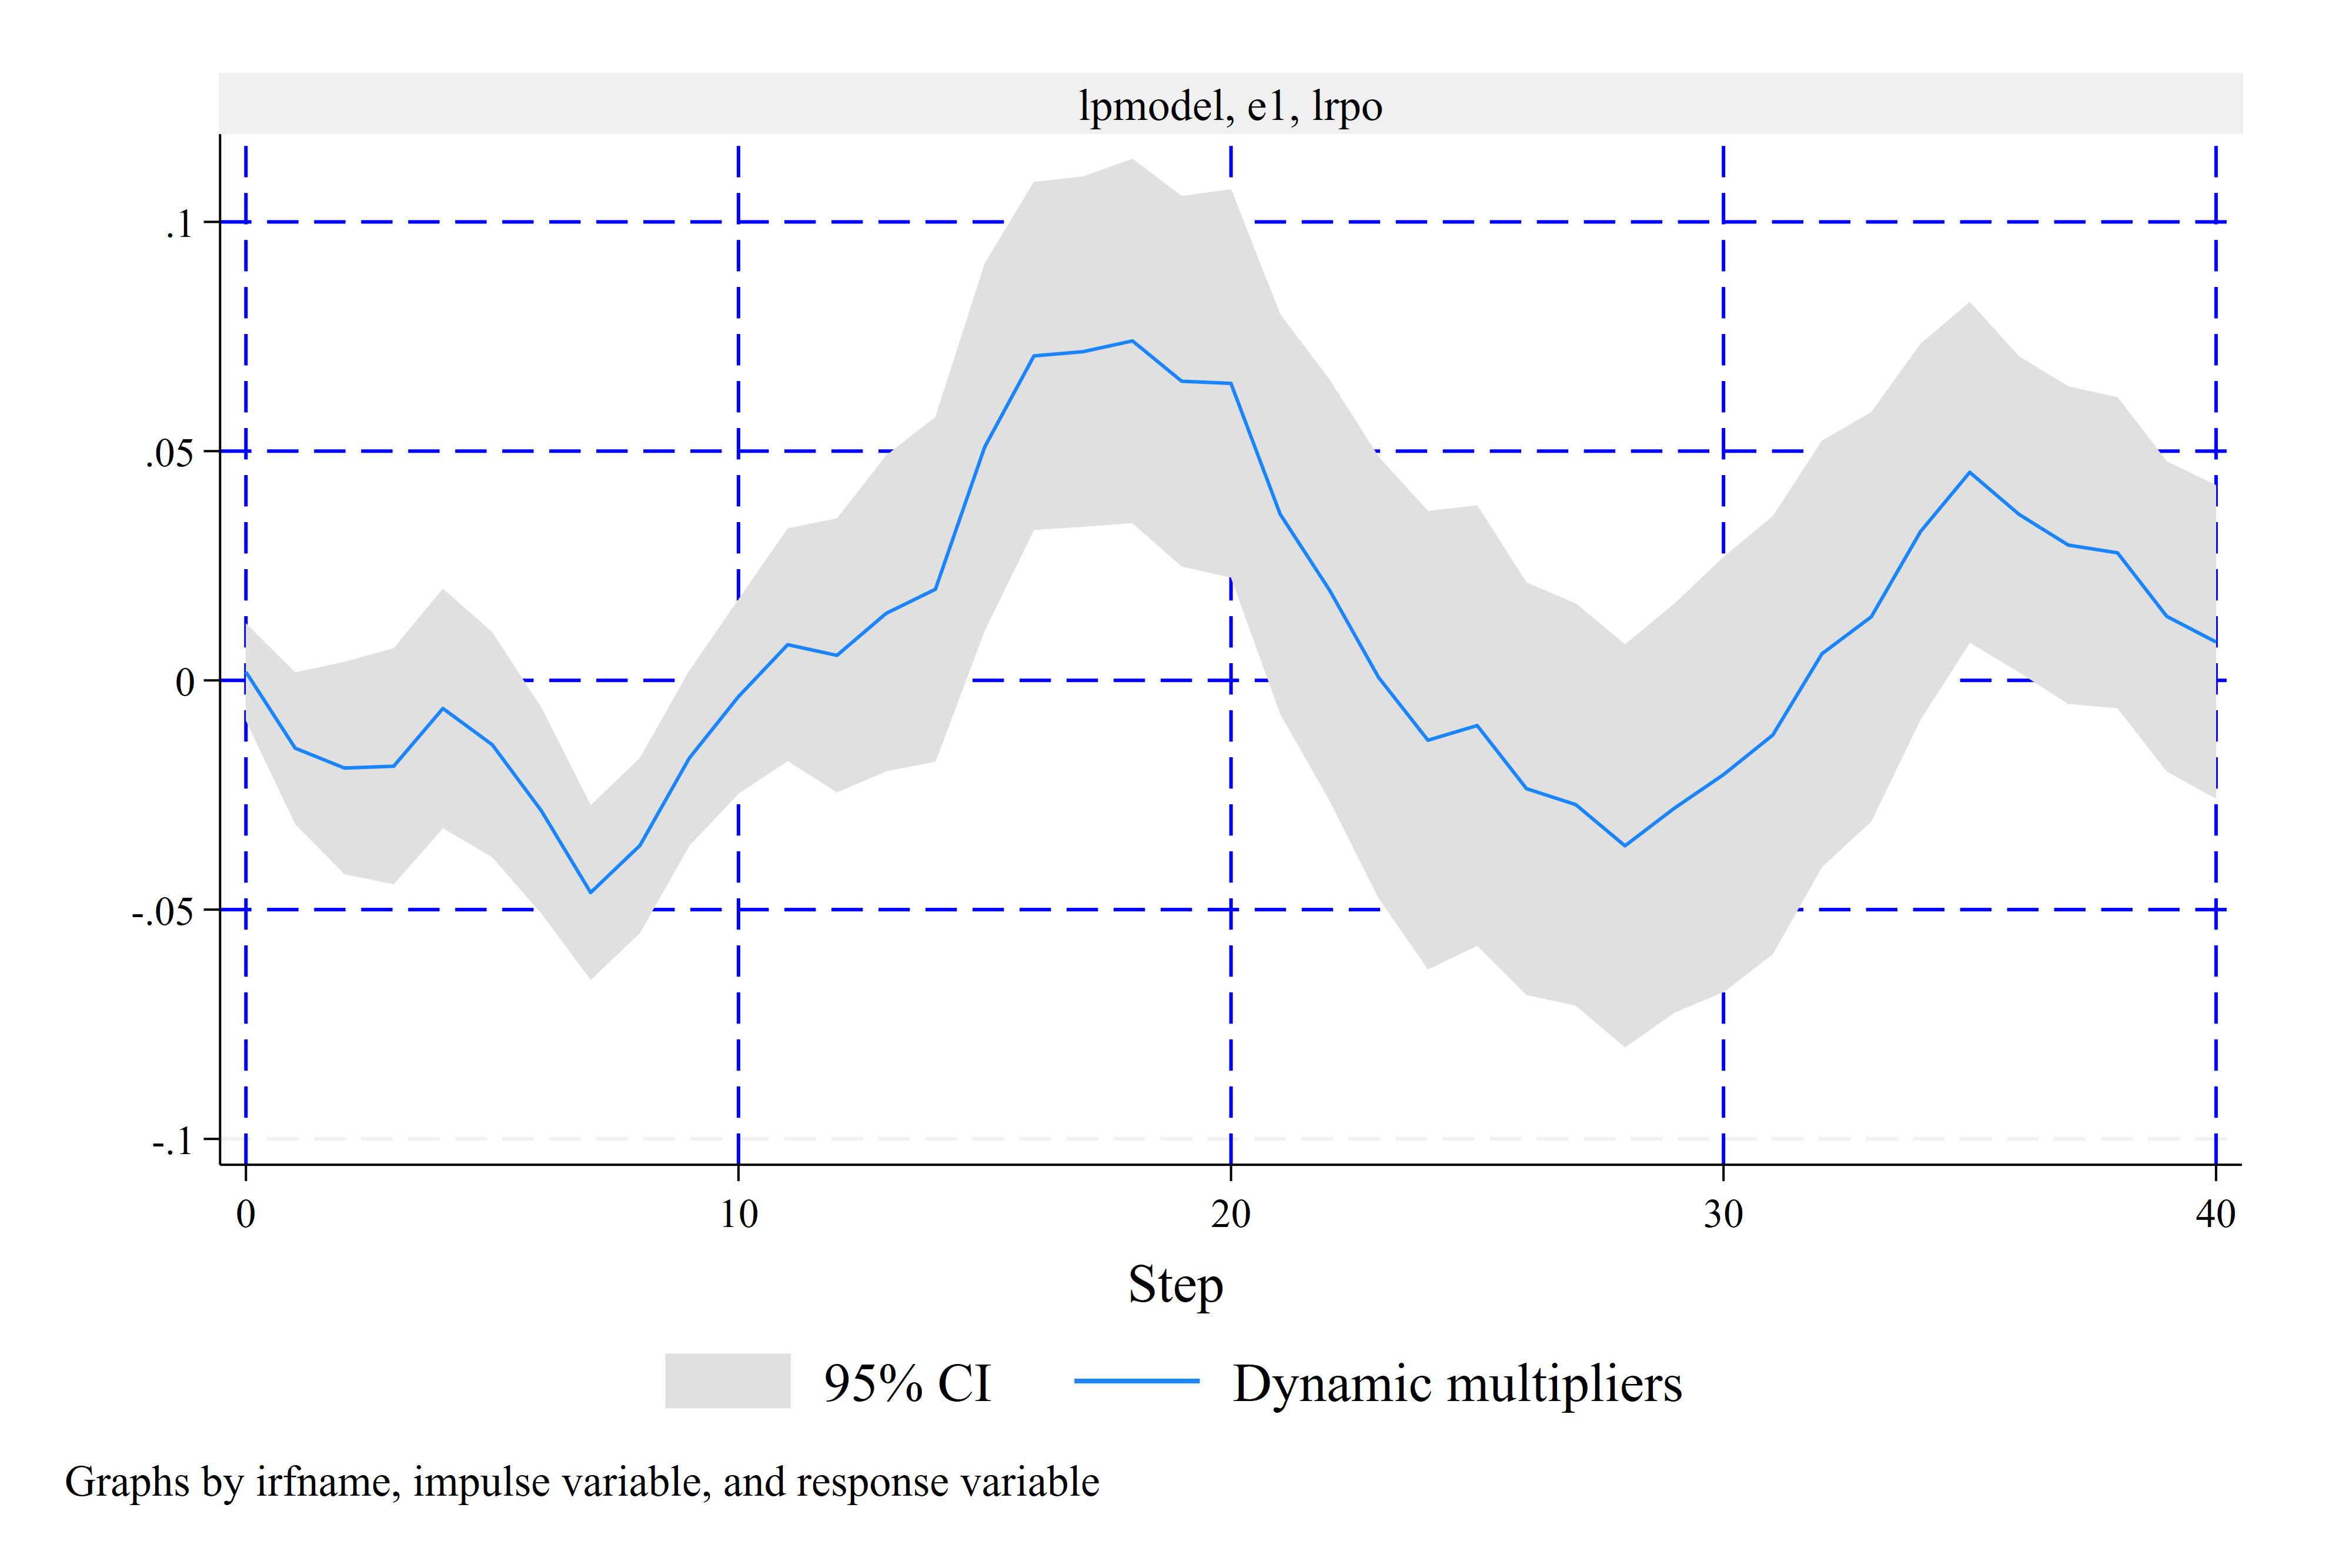 lpmodel, e1, lrpo
.1
.05
0
-.05
-.1
0 10 20 30 40
Step
95% CI Dynamic multipliers
Graphs by irfname, impulse variable, and response variable